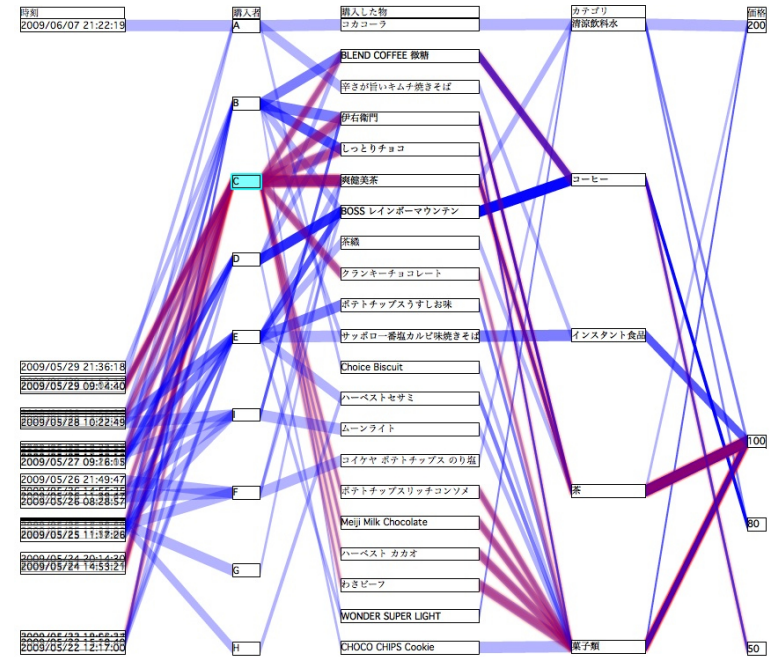 時刻
購入者
購入した物
カテゴリ
価格
2009/06/07 21:22:19
A
コカコーラ
清涼飲料水
200
BLEND COFFEE 微糖
辛さが旨いキムチ焼きそば
B
伊右衛門
しっとりチョコ
C
爽健美茶
コーヒー
BOSS レインボーマウンテン
茶織
D
クランキーチョコレート
ポテトチップスうすしお味
E
サッポロ一番塩カルビ味焼きそば
インスタント食品
2009/05/29 21:36:18
Choice Biscuit
2009/05/29 09:04:40
ハーベストセサミ
I
2009/05/28 10:22:49
ムーンライト
100
2009/05/27 09:16:15
コイケヤ ポテトチップス のり塩
2009/05/26 21:49:47
F
ポテトチップスリッチコンソメ
茶
2009/05/26 08:28:57
Meiji Milk Chocolate
80
2009/05/25 11:17:26
ハーベスト カカオ
2009/05/24 14:53:21
G
わさビーフ
WONDER SUPER LIGHT
2009/05/22 12:17:00
H
CHOCO CHIPS Cookie
菓子類
50